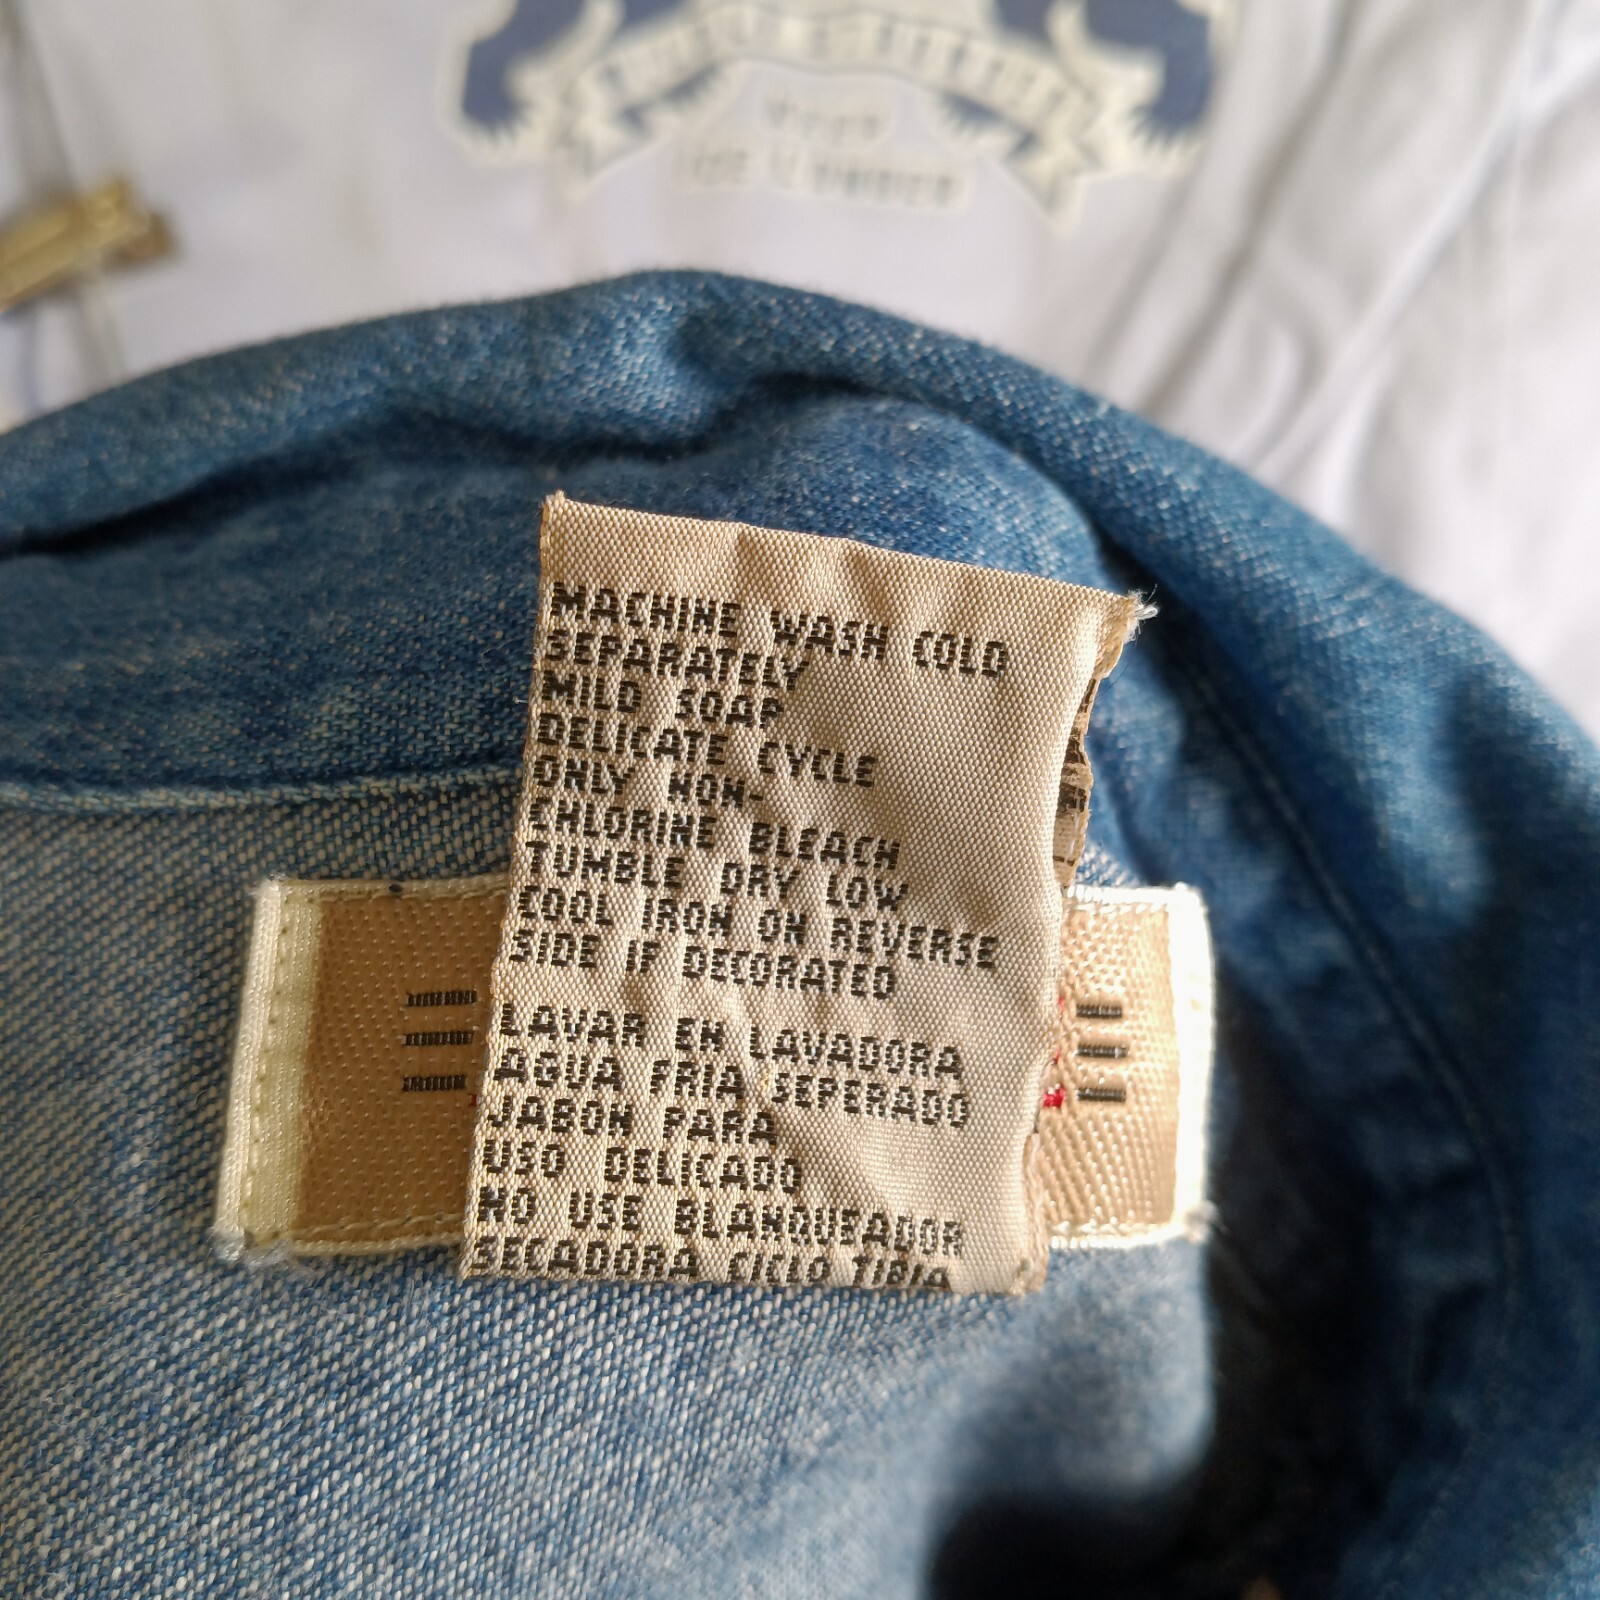 MACHINE WASH COLD
SEPARATELY
MILD SOAP
DELICATE CYCLE
ONLY NON-
CHLORINE BLEACH
TUMBLE DRY LOW
COOL IRON ON REVERSE
SIDE IF DECORATED
LAVAR EN LAVADORA
AGUA FRIA SEPERADO
JABON PARA
USO DELICADO
NO USE BLANQUEADOR
SECADORA CICLO TIBIA